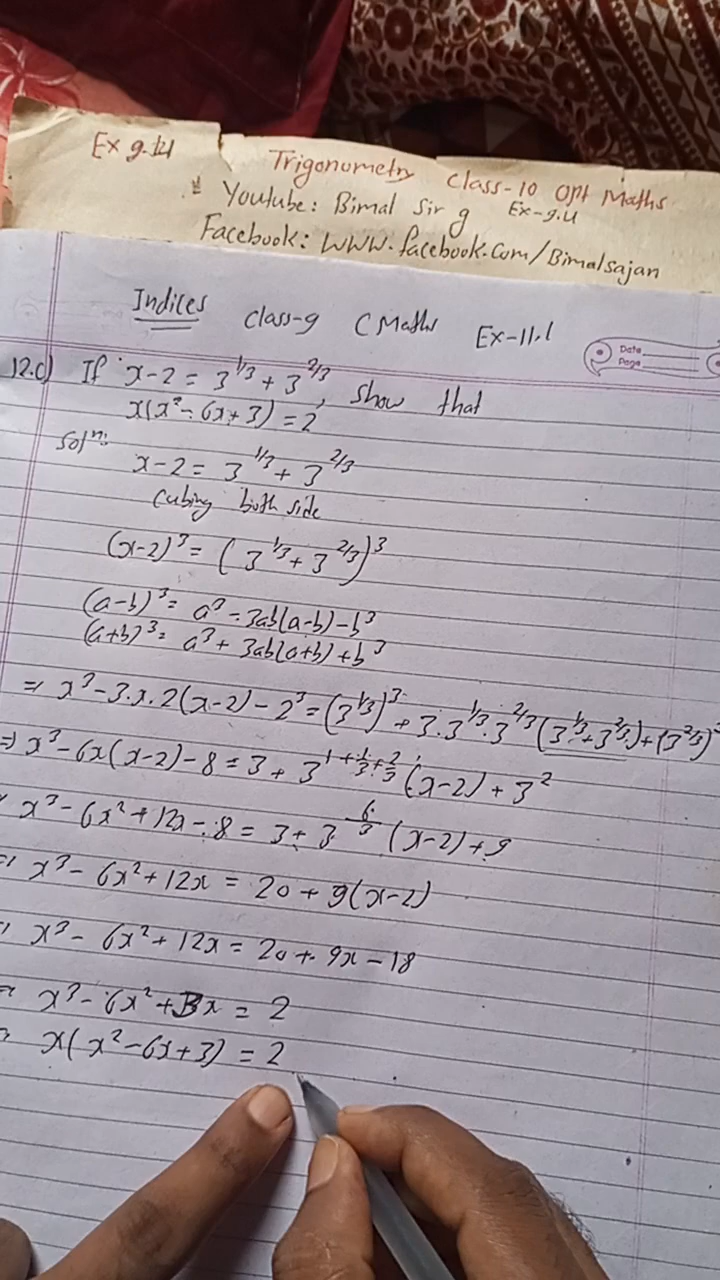 Ex 9.14
Trigonometry Class-10 Opt Maths
Youtube: Bimal Sir g Ex-9.4
Facebook: WWW.facebook.Com/Bimalsajan
Indices Class-9 C Maths Ex-11.1
Date
Page
12.c) If x-2 = 3^1/3 + 3^2/3, show that
x(x²-6x+3) = 2
Solⁿ:
x-2 = 3^1/3 + 3^2/3
Cubing both side
(x-2)³ = (3^1/3 + 3^2/3)³
(a-b)³ = a³ - 3ab(a-b) - b³
(a+b)³ = a³ + 3ab(a+b) + b³
⇒ x³ - 3.x.2(x-2) - 2³ = (3^1/3)³ + 3.3^1/3.3^2/3(3^1/3+3^2/3) + (3^2/3)³
⇒ x³ - 6x(x-2) - 8 = 3 + 3^1+1/3+2/3 (x-2) + 3²
x³ - 6x² + 12x - 8 = 3 + 3^6/3 (x-2) + 9
x³ - 6x² + 12x = 20 + 9(x-2)
x³ - 6x² + 12x = 20 + 9x - 18
x³ - 6x² + 3x = 2
x(x² - 6x + 3) = 2